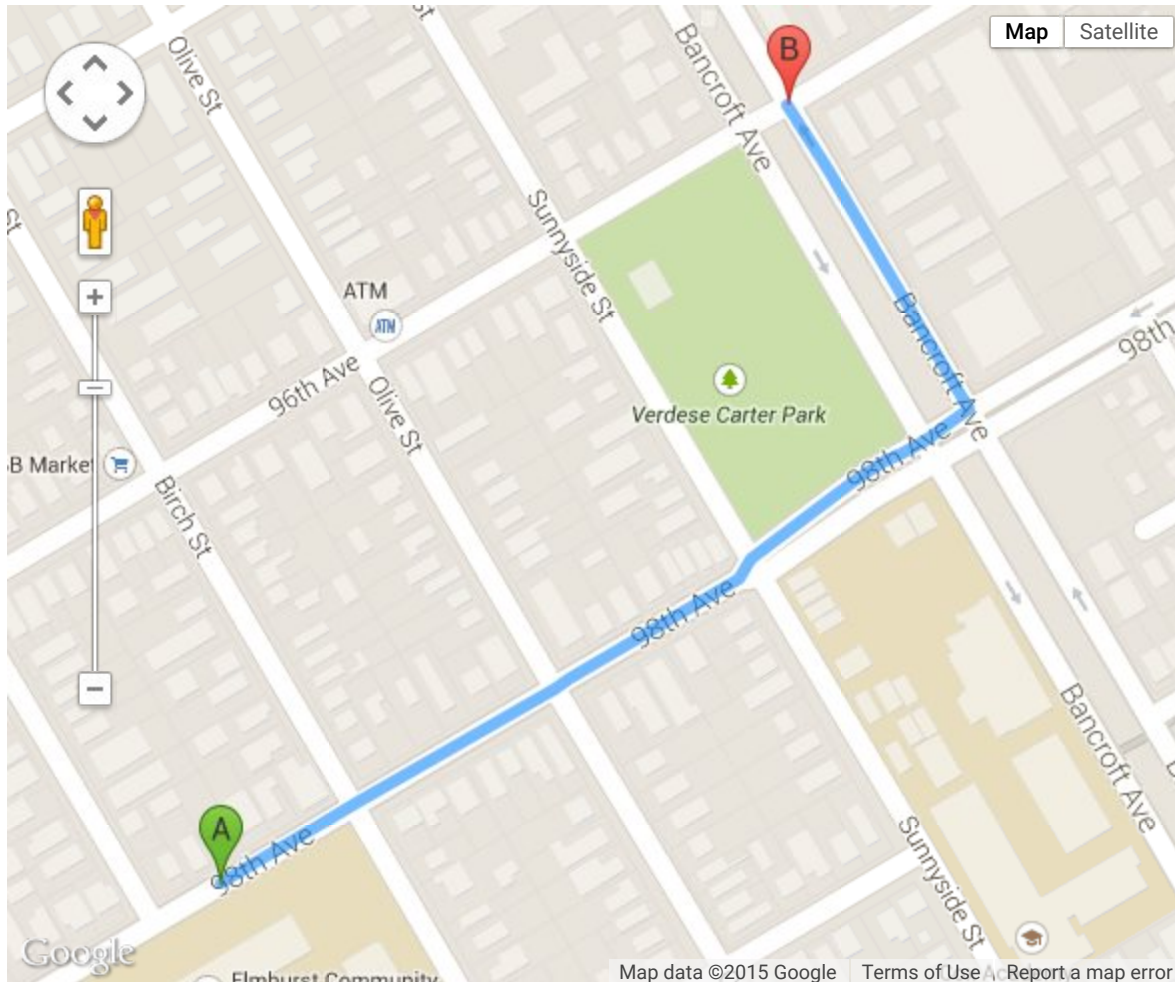 Map
Satellite
Olive St
Bancroft Ave
B
St
Sunnyside St
ATM
ATM
96th Ave
Olive St
Bancroft Ave
98th
Verdese Carter Park
B Market
Birch St
98th Ave
98th Ave
Bancroft Ave
Sunnyside St
A
98th Ave
Google
Elmhurst Community
Map data ©2015 Google
Terms of Use
Report a map error